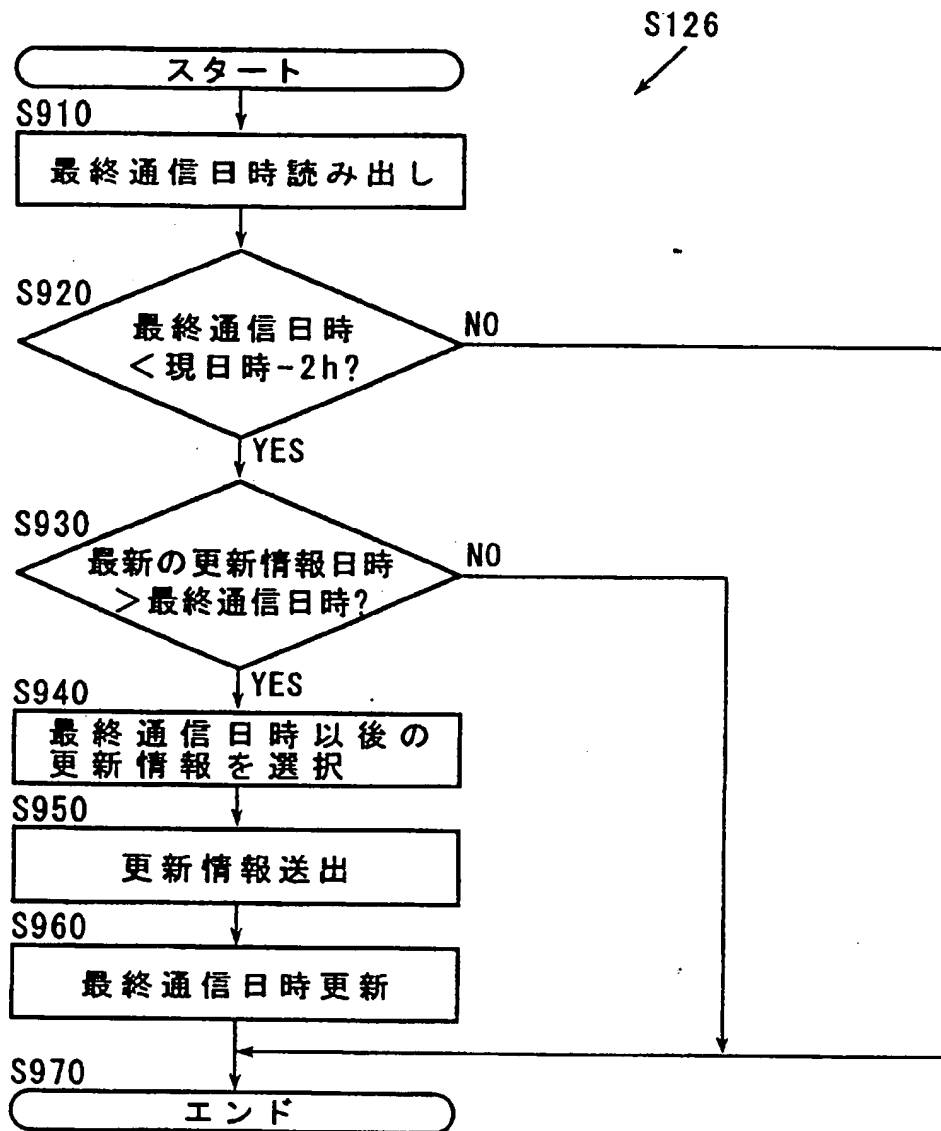 S126
スタート
S910
最終通信日時読み出し
S920
最終通信日時
<現日時-2h?
NO
YES
S930
最新の更新情報日時
>最終通信日時?
NO
YES
S940
最終通信日時以後の
更新情報を選択
S950
更新情報送出
S960
最終通信日時更新
S970
エンド